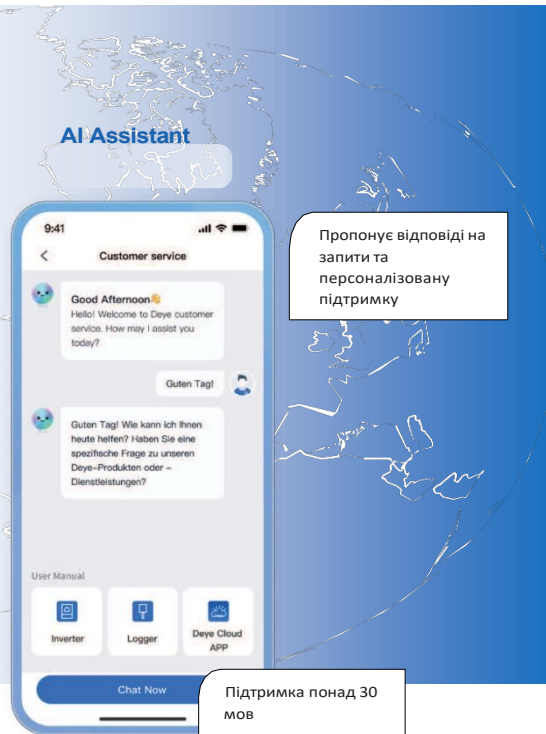 AI Assistant
9:41
Customer service
Good Afternoon👋
Hello! Welcome to Deye customer
service. How may I assist you
today?
Guten Tag!
Guten Tag! Wie kann ich Ihnen
heute helfen? Haben Sie eine
spezifische Frage zu unseren
Deye-Produkten oder –
Dienstleistungen?
User Manual
Inverter
Logger
Deye Cloud
APP
Chat Now
Пропонує відповіді на
запити та
персоналізовану
підтримку
Підтримка понад 30
мов